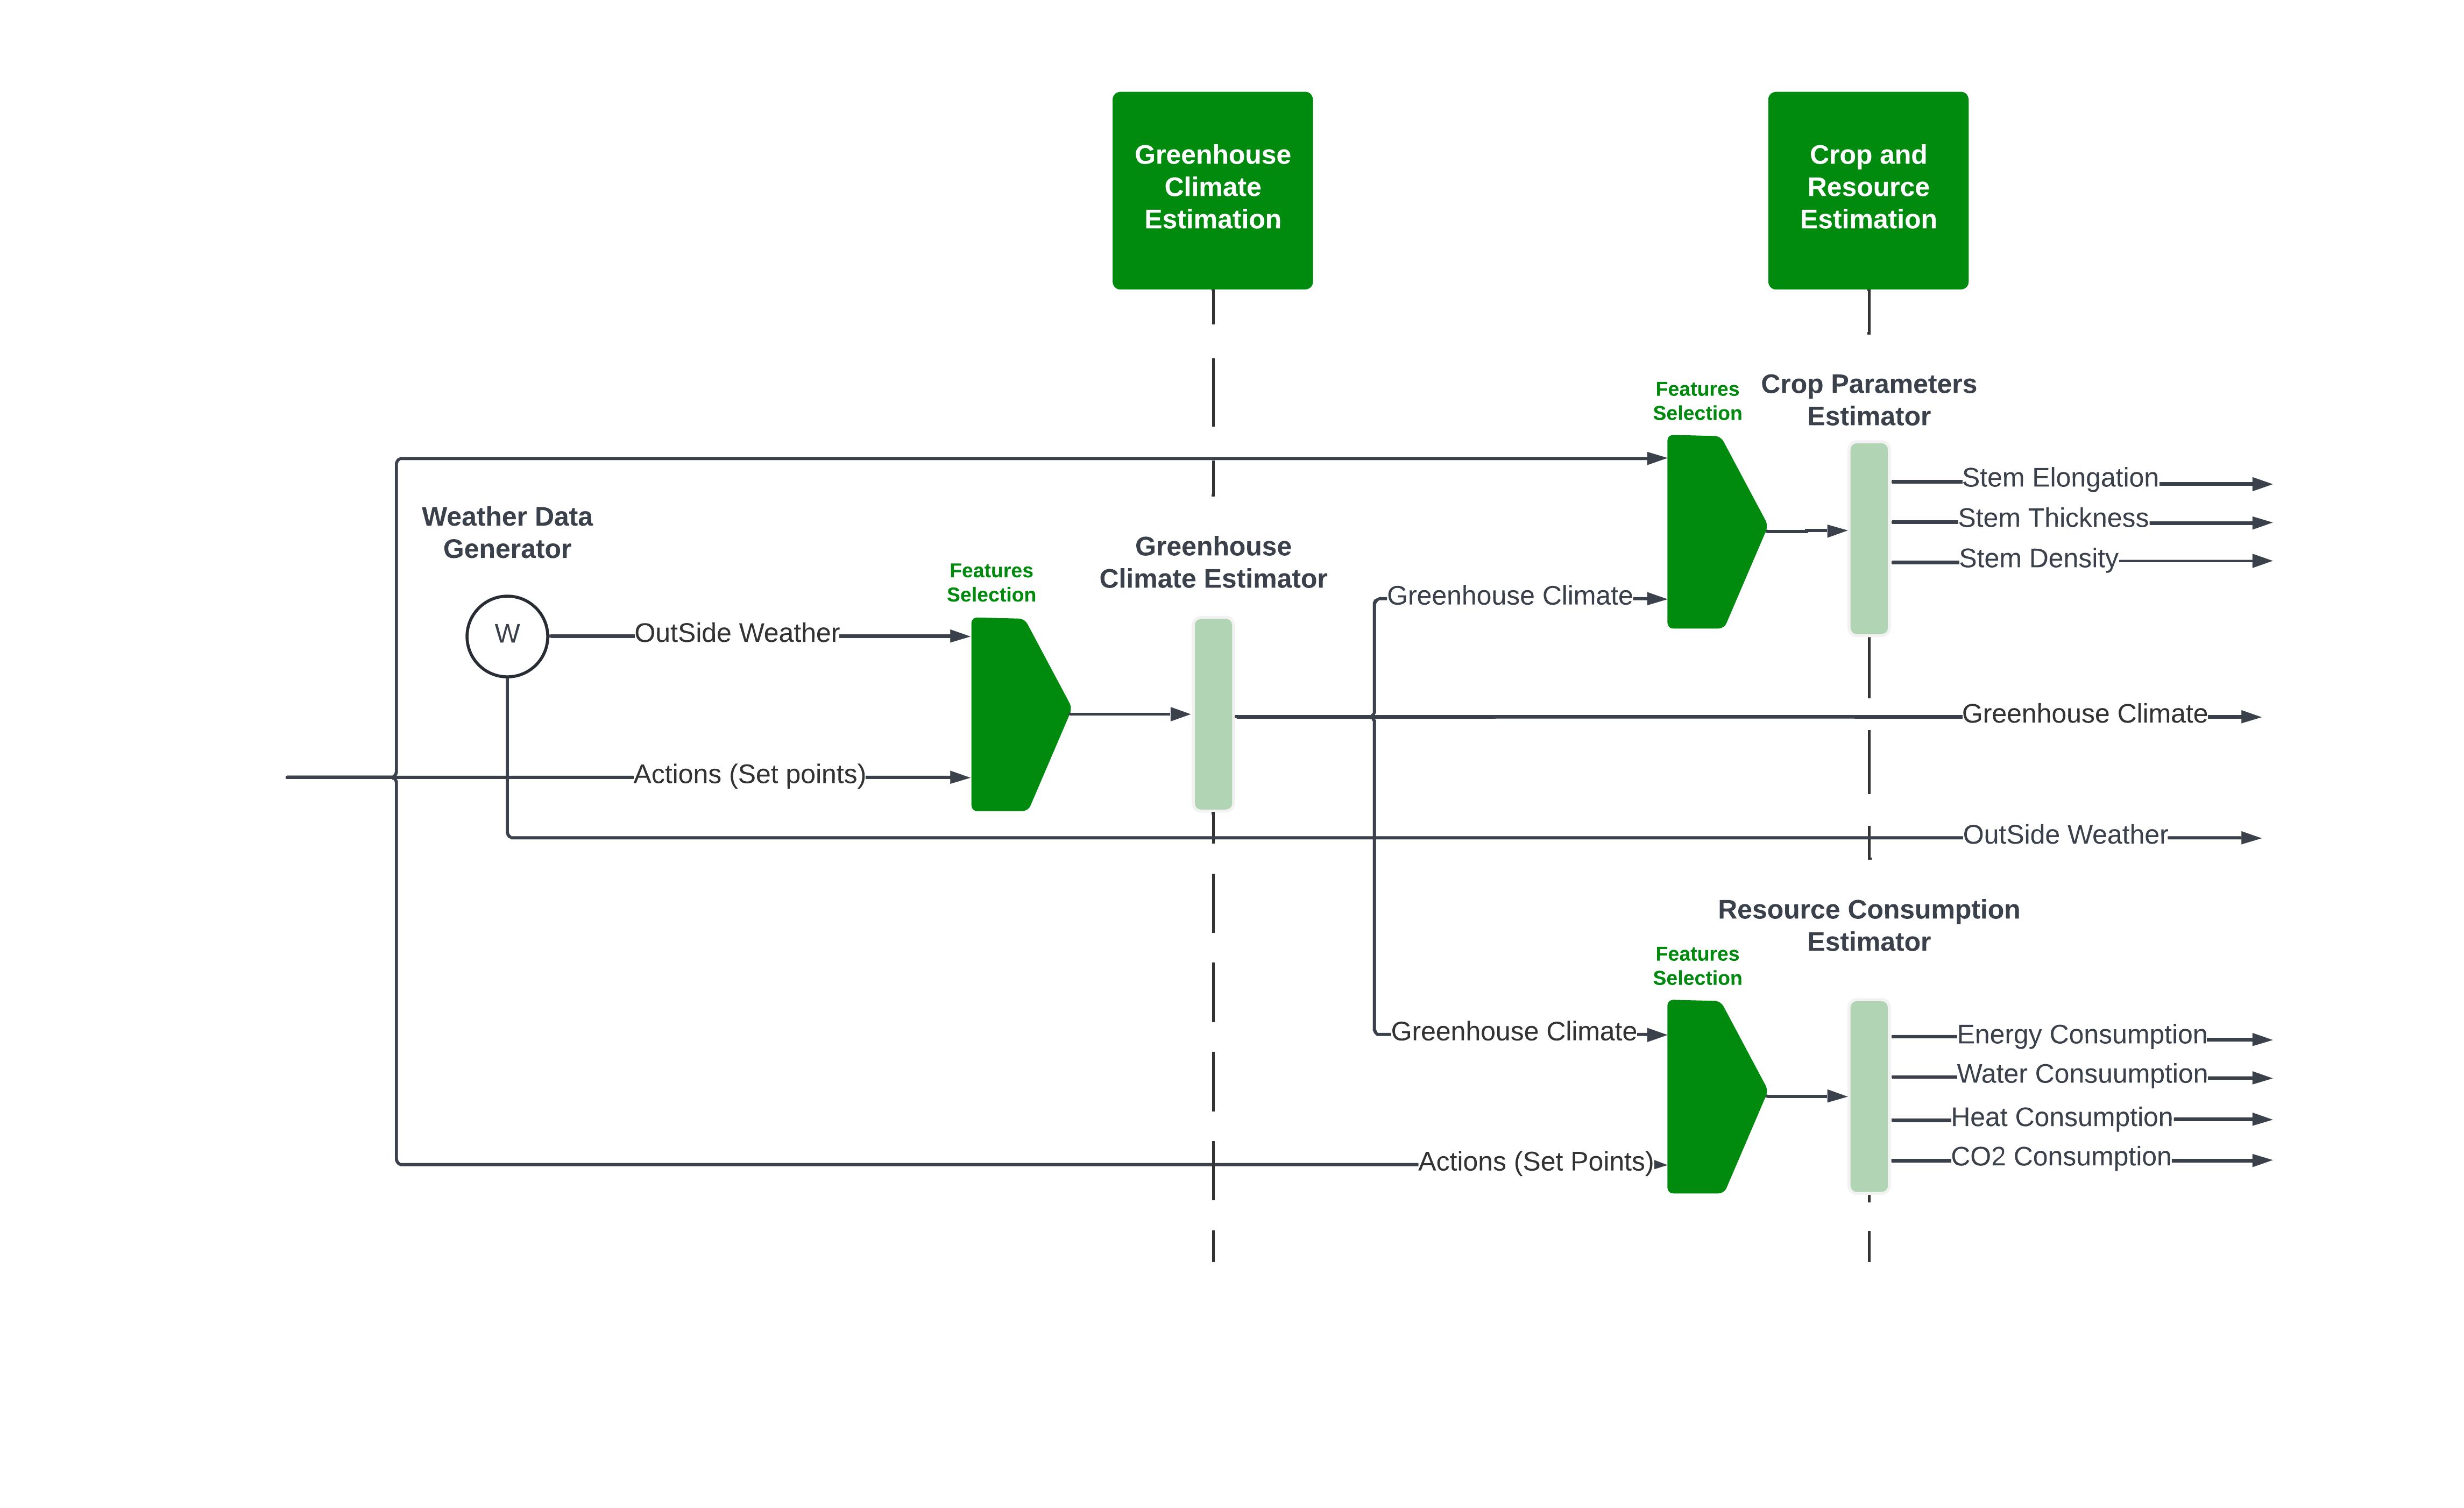 Greenhouse
Climate
Estimation
Crop and
Resource
Estimation
Features
Selection
Crop Parameters
Estimator
Stem Elongation
Stem Thickness
Stem Density
Weather Data
Generator
W
OutSide Weather
Features
Selection
Greenhouse
Climate Estimator
Greenhouse Climate
Greenhouse Climate
Actions (Set points)
OutSide Weather
Resource Consumption
Estimator
Features
Selection
Greenhouse Climate
Actions (Set Points)
Energy Consumption
Water Consuumption
Heat Consumption
CO2 Consumption